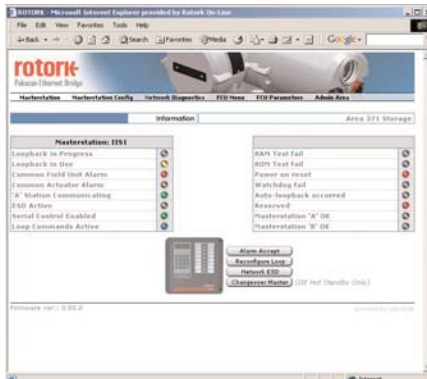 ROTORK - Microsoft Internet Explorer provided by Rotork On-Line
File Edit View Favorites Tools Help
Back Search Favorites Media Google
rotork
Pakscan Ethernet Bridge
Masterstation Masterstation Config Network Diagnostics FCU Menu FCU Parameters Admin Area
Information Area 371 Storage
Masterstation: IIS1
Loopback in Progress RAM Test fail
Loopback in Use ROM Test fail
Common Field Unit Alarm Power on reset
Common Actuator Alarm Watchdog fail
'A' Station Communicating Auto-loopback occurred
ESD Active Reserved
Serial Control Enabled Masterstation 'A' OK
Loop Commands Active Masterstation 'B' OK
Alarm Accept
Reconfigure Loop
Network ESD
Changeover Master (IIE Hot Standby Only)
Firmware ver.: 0.55.0
Internet